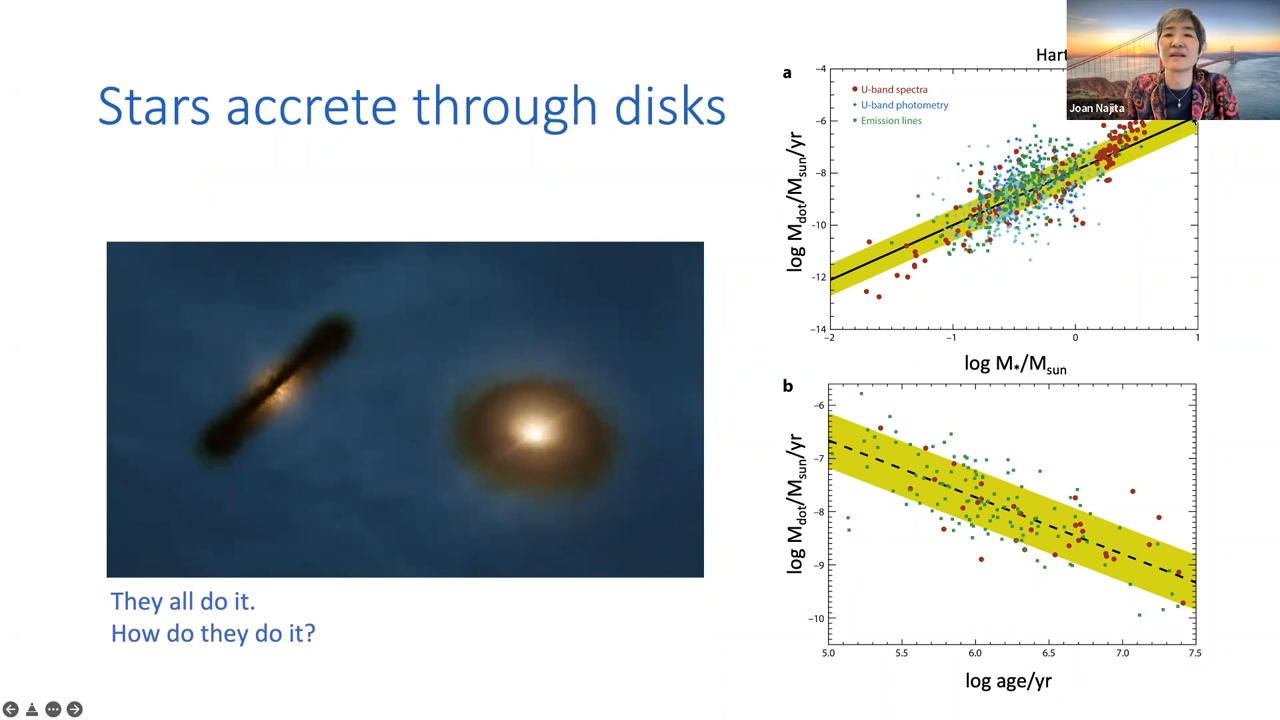 Stars accrete through disks
They all do it.
How do they do it?
Hart
Joan Najita
a
U-band spectra
U-band photometry
Emission lines
log Mdot/Msun/yr
−4
−6
−8
−10
−12
−14
−2
−1
0
1
log M*/Msun
b
log Mdot/Msun/yr
−6
−7
−8
−9
−10
5.0
5.5
6.0
6.5
7.0
7.5
log age/yr